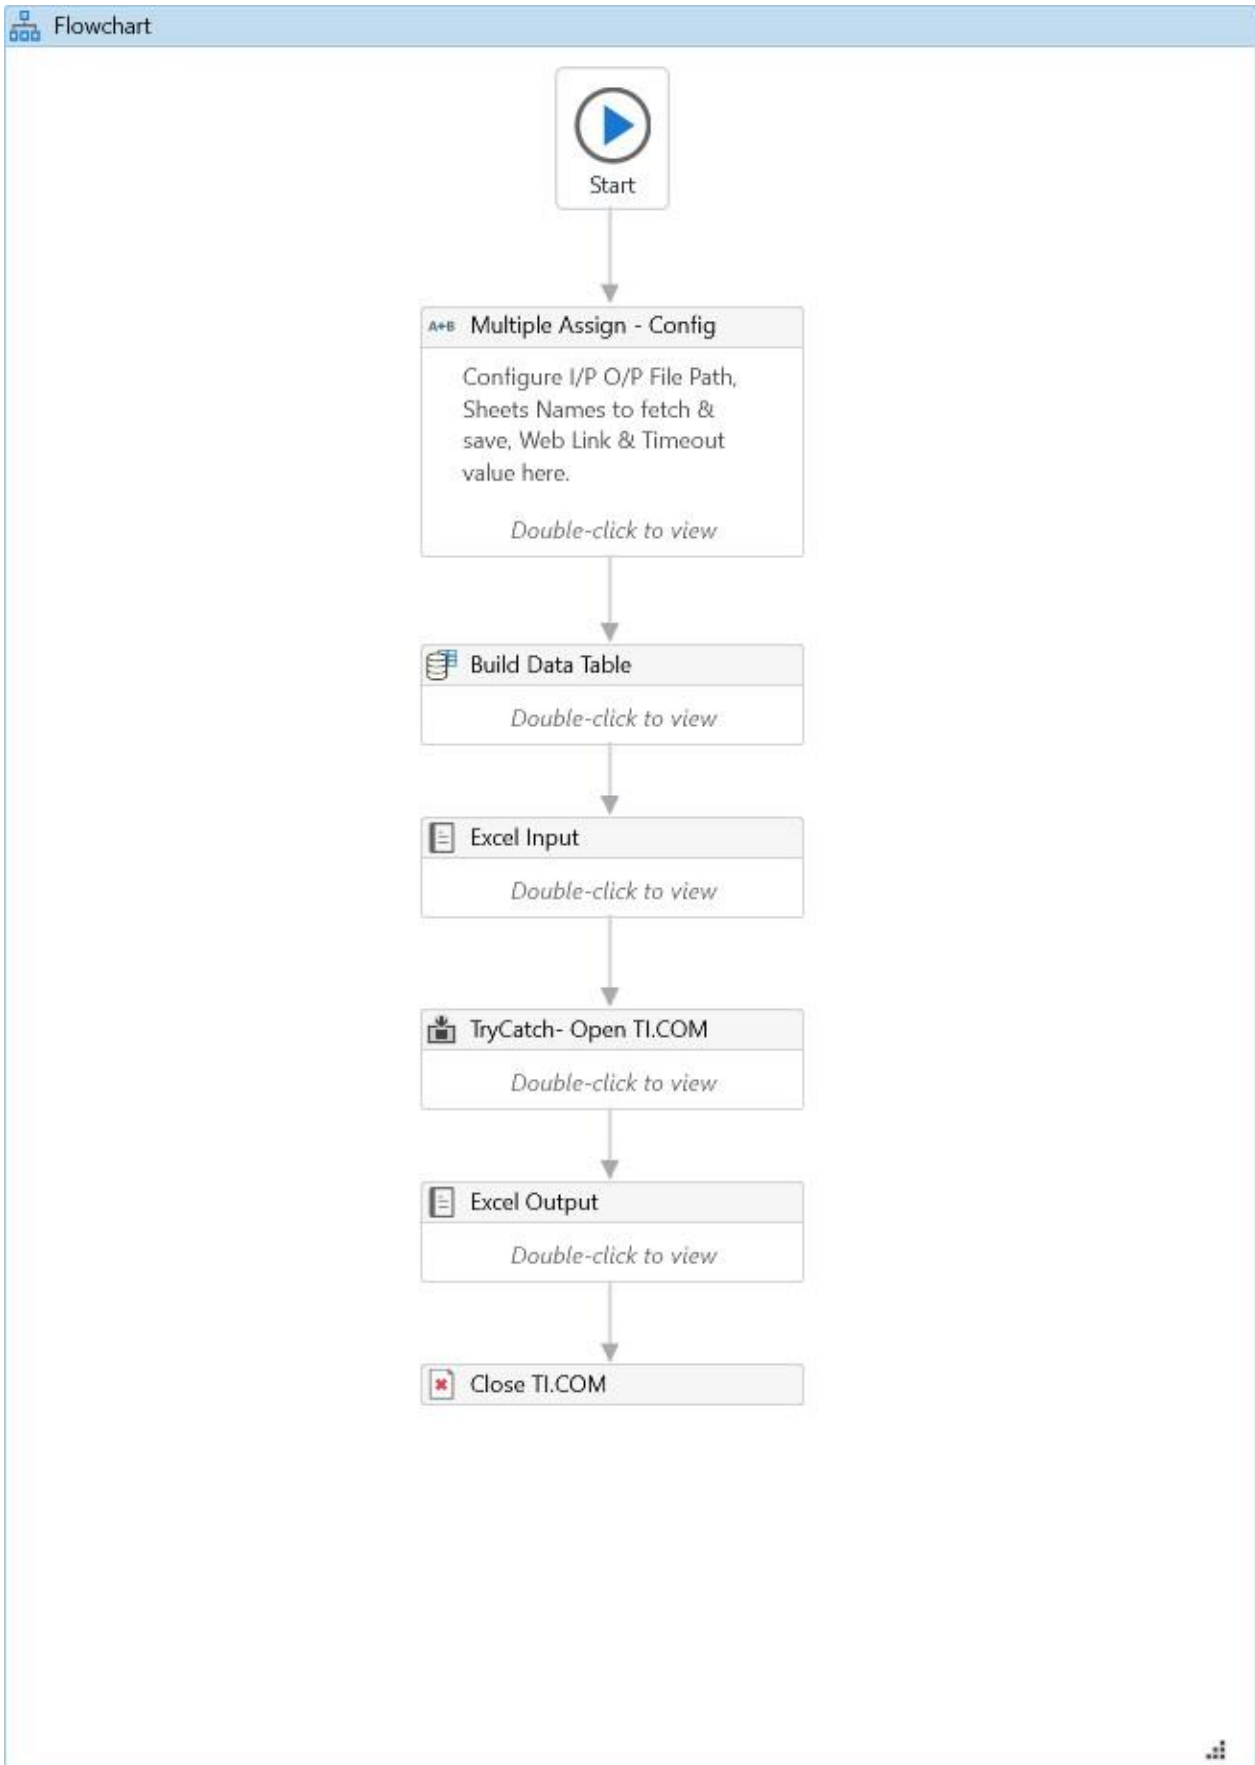 Flowchart
Start
A+B Multiple Assign - Config
Configure I/P O/P File Path,
Sheets Names to fetch &
save, Web Link & Timeout
value here.
Double-click to view
Build Data Table
Double-click to view
Excel Input
Double-click to view
TryCatch- Open TI.COM
Double-click to view
Excel Output
Double-click to view
Close TI.COM